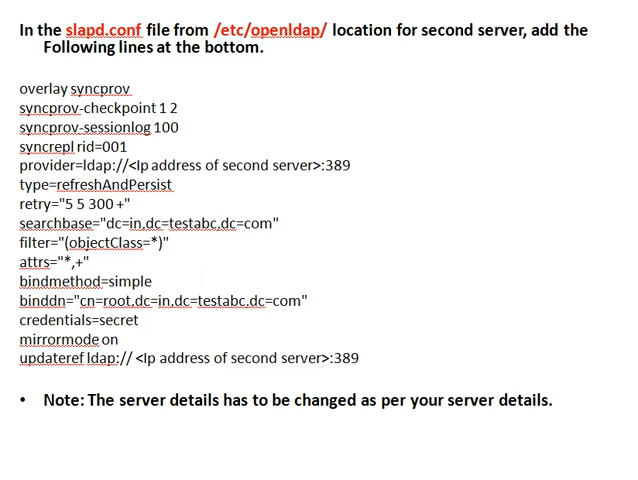 In the slapd.conf file from /etc/openldap/ location for second server, add the
Following lines at the bottom.
overlay syncprov
syncprov-checkpoint 1 2
syncprov-sessionlog 100
syncrepl rid=001
provider=ldap://<Ip address of second server>:389
type=refreshAndPersist
retry="5 5 300 +"
searchbase="dc=in,dc=testabc,dc=com"
filter="(objectClass=*)"
attrs="*,+"
bindmethod=simple
binddn="cn=root,dc=in,dc=testabc,dc=com"
credentials=secret
mirrormode on
updateref ldap:// <Ip address of second server>:389
• Note: The server details has to be changed as per your server details.